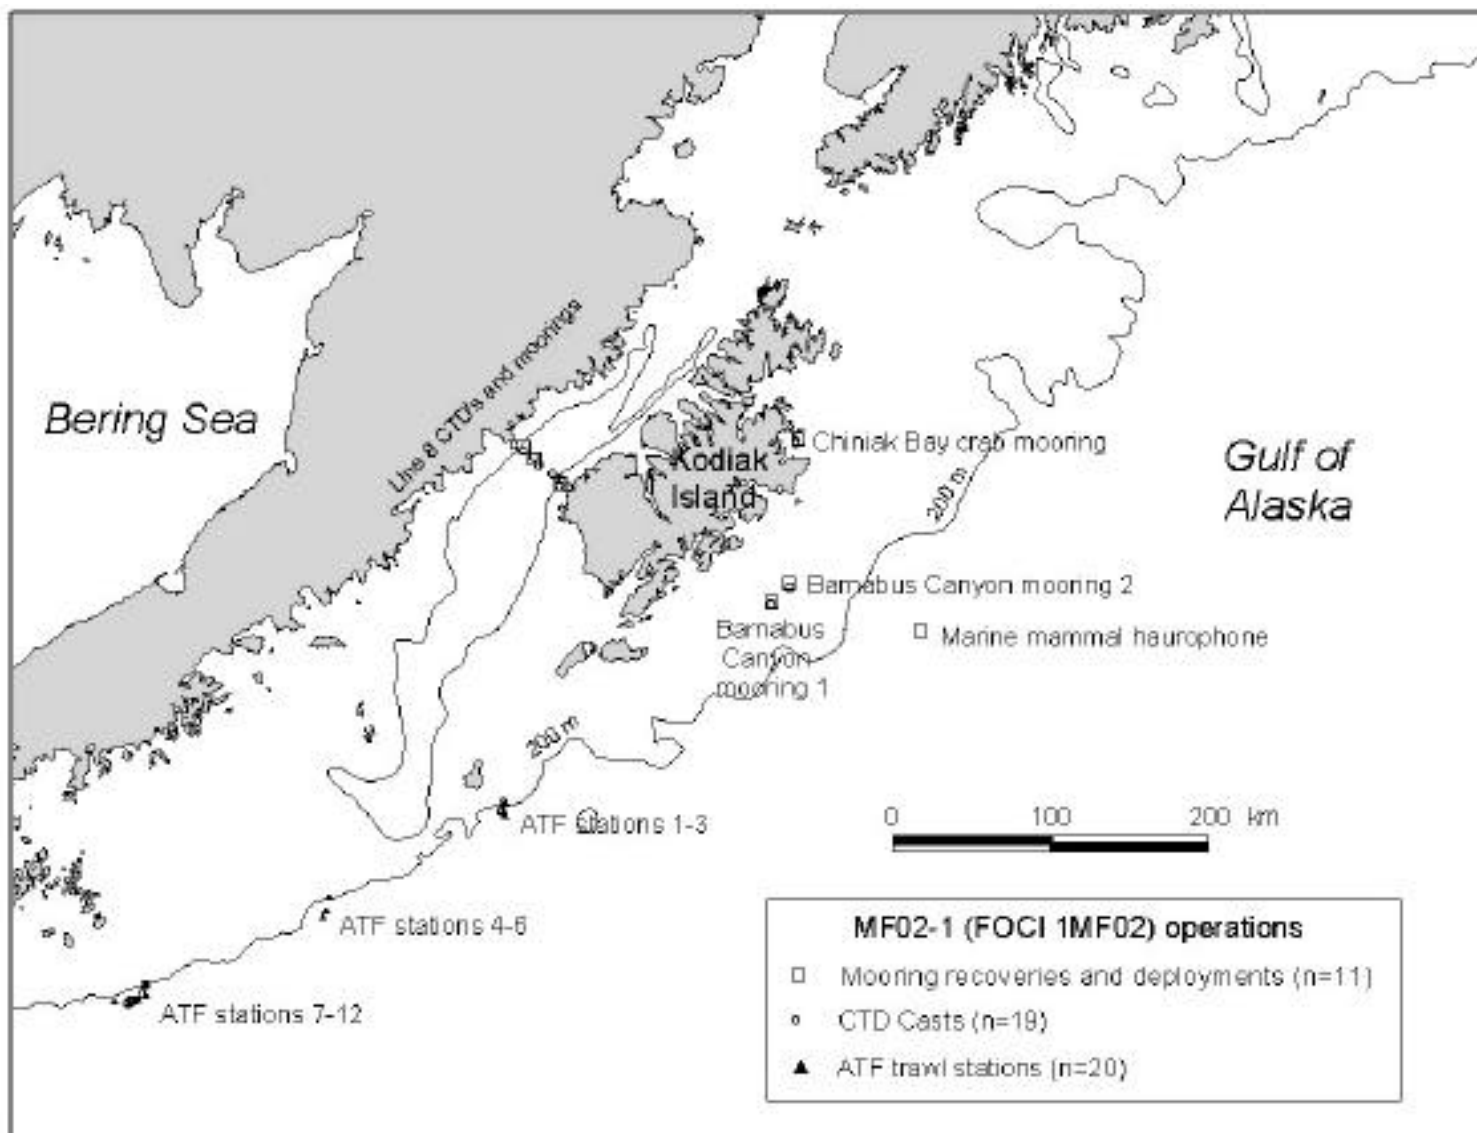 Line 8 CTD's and moorings
Bering Sea
Chiniak Bay crab mooring
Kodiak
Island
Gulf of
Alaska
200 m
Barnabus Canyon mooring 2
Barnabus
Canyon
mooring 1
Marine mammal haurophone
200 m
0 100 200 km
ATF stations 1-3
ATF stations 4-6
ATF stations 7-12
MF02-1 (FOCI 1MF02) operations
Mooring recoveries and deployments (n=11)
CTD Casts (n=19)
ATF trawl stations (n=20)